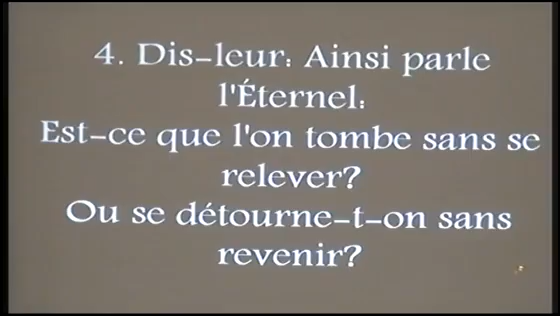 4. Dis-leur: Ainsi parle
l'Éternel:
Est-ce que l'on tombe sans se
relever?
Ou se détourne-t-on sans
revenir?